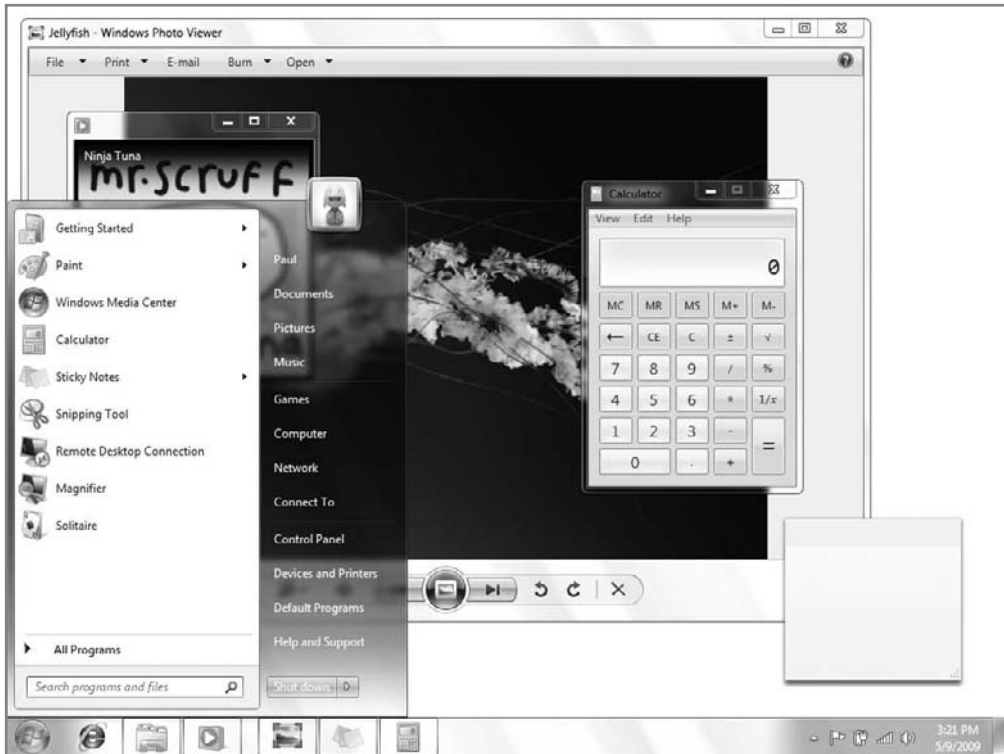 Jellyfish - Windows Photo Viewer
File Print E-mail Burn Open
Ninja Tuna
mr.scruff
Getting Started
Paint
Windows Media Center
Calculator
Sticky Notes
Snipping Tool
Remote Desktop Connection
Magnifier
Solitaire
All Programs
Search programs and files
Paul
Documents
Pictures
Music
Games
Computer
Network
Connect To
Control Panel
Devices and Printers
Default Programs
Help and Support
Shut down
Calculator
View Edit Help
0
MC MR MS M+ M-
← CE C ± √
7 8 9 / %
4 5 6 * 1/x
1 2 3 - =
0 . +
3:21 PM
5/9/2009